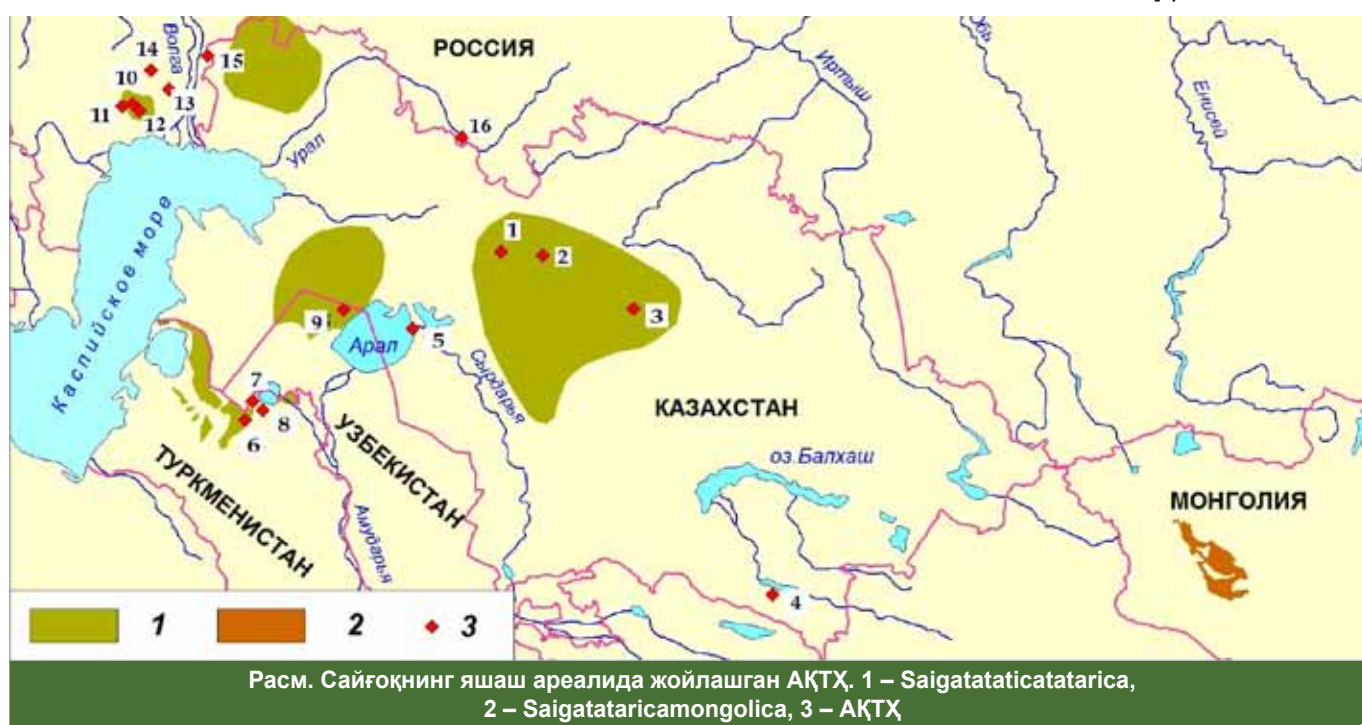 РОССИЯ
Волга
Обь
Иртыш
Енисей
14
15
10
13
11
12
16
Урал
Каспийское море
1
2
3
9
Арал
5
Сырдарья
КАЗАХСТАН
7
8
6
УЗБЕКИСТАН
ТУРКМЕНИСТАН
Амударья
оз.Балхаш
МОНГОЛИЯ
4
1
2
3
Расм. Сайғоқнинг яшаш ареалида жойлашган АҚТҲ. 1 – Saigatataticatatarica,
2 – Saigatataricamongolica, 3 – АҚТҲ